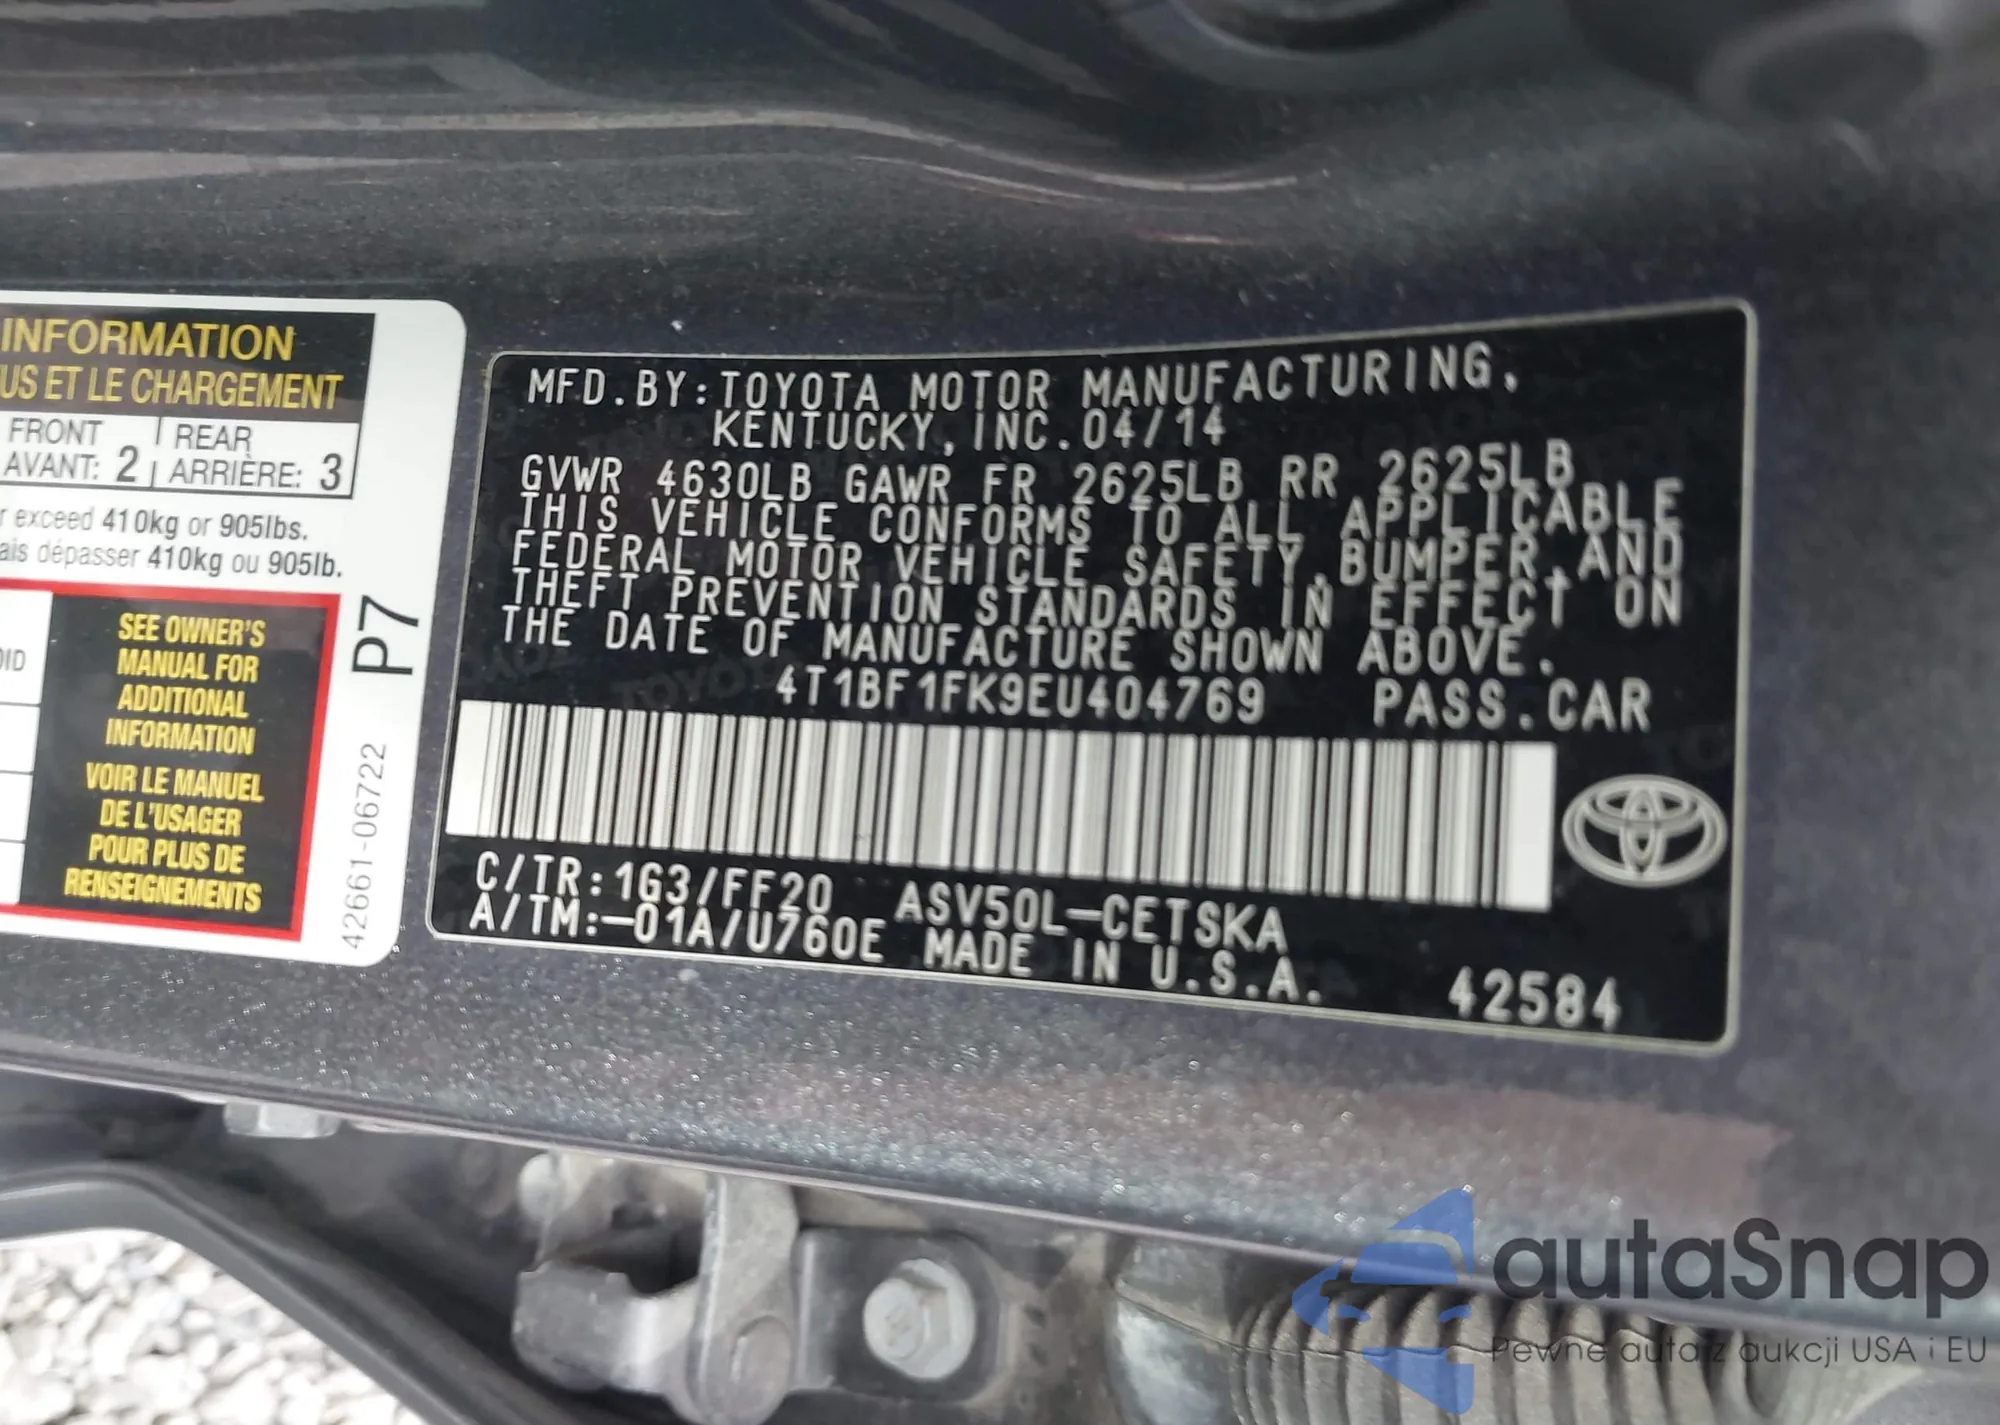 INFORMATION
US ET LE CHARGEMENT
FRONT
AVANT: 2
REAR
ARRIÈRE: 3
r exceed 410kg or 905lbs.
ais dépasser 410kg ou 905lb.
SEE OWNER'S
MANUAL FOR
ADDITIONAL
INFORMATION
VOIR LE MANUEL
DE L'USAGER
POUR PLUS DE
RENSEIGNEMENTS
P7
42661-06722
MFD.BY:TOYOTA MOTOR MANUFACTURING,
KENTUCKY,INC.04/14
GVWR 4630LB GAWR FR 2625LB RR 2625LB
THIS VEHICLE CONFORMS TO ALL APPLICABLE
FEDERAL MOTOR VEHICLE SAFETY,BUMPER,AND
THEFT PREVENTION STANDARDS IN EFFECT ON
THE DATE OF MANUFACTURE SHOWN ABOVE.
4T1BF1FK9EU404769 PASS.CAR
C/TR:1G3/FF20 ASV50L-CETSKA
A/TM:-01A/U760E MADE IN U.S.A.
42584
autaSnap
Pewne auta z aukcji USA i EU